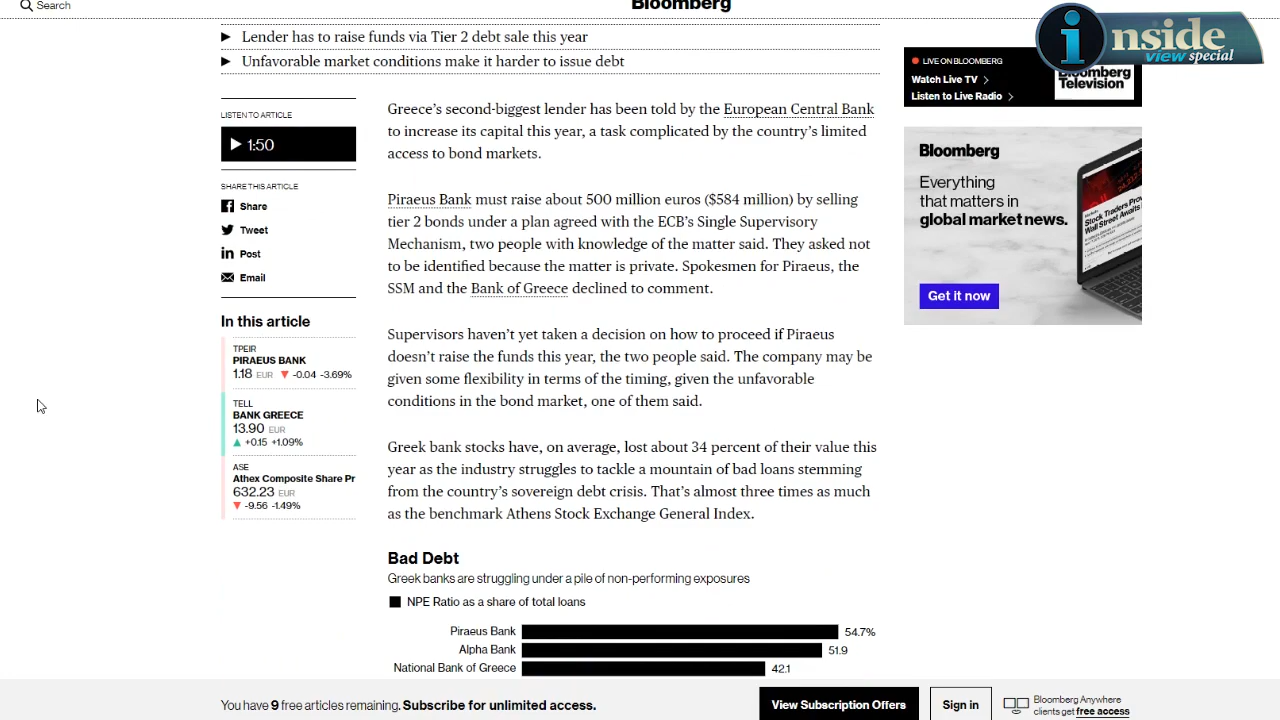 Search
Bloomberg
inside
view special
▶ Lender has to raise funds via Tier 2 debt sale this year
▶ Unfavorable market conditions make it harder to issue debt
LISTEN TO ARTICLE
1:50
SHARE THIS ARTICLE
Share
Tweet
Post
Email
In this article
TPEIR
PIRAEUS BANK
1.18 EUR ▼ -0.04 -3.69%
TELL
BANK GREECE
13.90 EUR
▲ +0.15 +1.09%
ASE
Athex Composite Share Pr
632.23 EUR
▼ -9.56 -1.49%
Greece’s second-biggest lender has been told by the European Central Bank
to increase its capital this year, a task complicated by the country’s limited
access to bond markets.
Piraeus Bank must raise about 500 million euros ($584 million) by selling
tier 2 bonds under a plan agreed with the ECB’s Single Supervisory
Mechanism, two people with knowledge of the matter said. They asked not
to be identified because the matter is private. Spokesmen for Piraeus, the
SSM and the Bank of Greece declined to comment.
Supervisors haven’t yet taken a decision on how to proceed if Piraeus
doesn’t raise the funds this year, the two people said. The company may be
given some flexibility in terms of the timing, given the unfavorable
conditions in the bond market, one of them said.
Greek bank stocks have, on average, lost about 34 percent of their value this
year as the industry struggles to tackle a mountain of bad loans stemming
from the country’s sovereign debt crisis. That’s almost three times as much
as the benchmark Athens Stock Exchange General Index.
Bad Debt
Greek banks are struggling under a pile of non-performing exposures
NPE Ratio as a share of total loans
Piraeus Bank 54.7%
Alpha Bank 51.9
National Bank of Greece 42.1
LIVE ON BLOOMBERG
Watch Live TV
Listen to Live Radio
Bloomberg
Television
Bloomberg
Everything
that matters in
global market news.
Get it now
You have 9 free articles remaining. Subscribe for unlimited access.
View Subscription Offers
Sign in
Bloomberg Anywhere
clients get free access